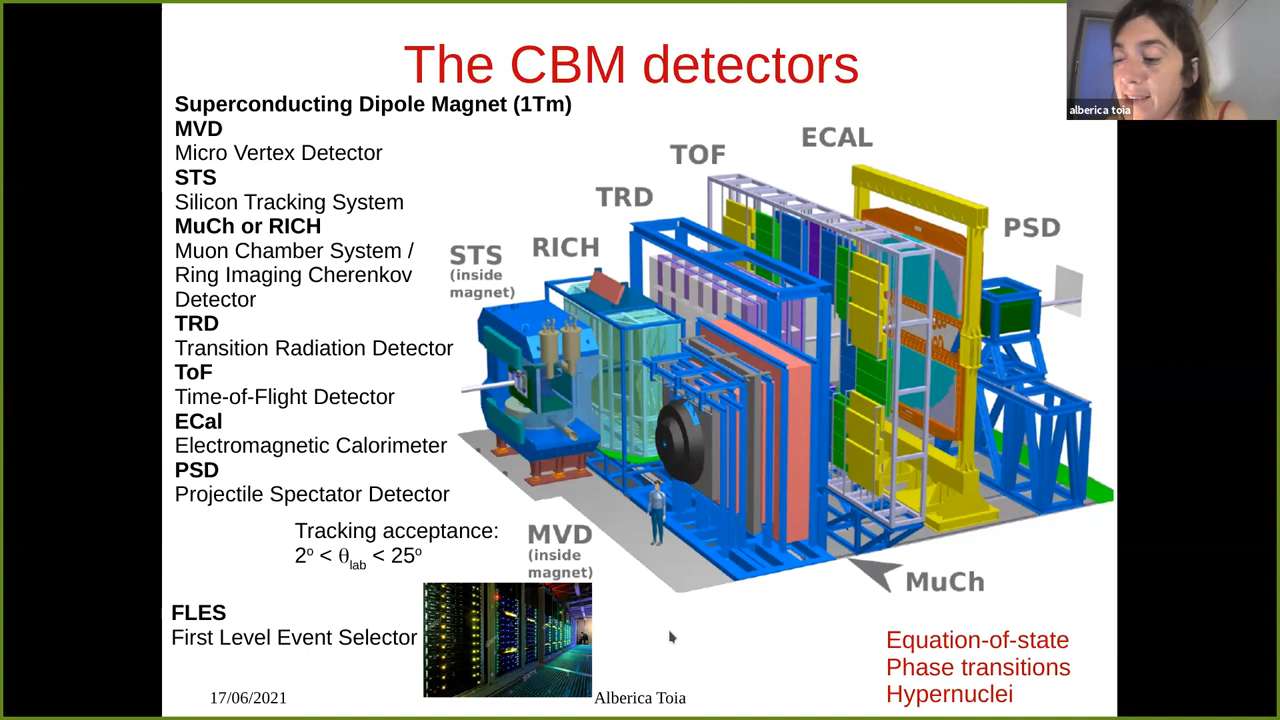 The CBM detectors
alberica toia
Superconducting Dipole Magnet (1Tm)
MVD
Micro Vertex Detector
STS
Silicon Tracking System
MuCh or RICH
Muon Chamber System /
Ring Imaging Cherenkov
Detector
TRD
Transition Radiation Detector
ToF
Time-of-Flight Detector
ECal
Electromagnetic Calorimeter
PSD
Projectile Spectator Detector
Tracking acceptance:
2º < θlab < 25º
FLES
First Level Event Selector
ECAL
TOF
TRD
PSD
RICH
STS
(inside
magnet)
MVD
(inside
magnet)
MuCh
Equation-of-state
Phase transitions
Hypernuclei
17/06/2021
Alberica Toia